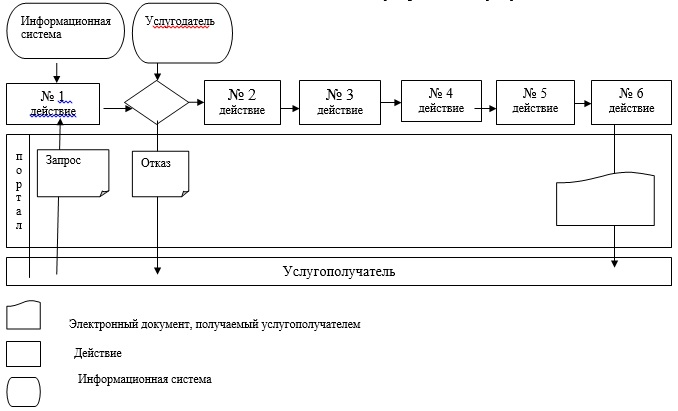 Информационная
система
Услугодатель
№ 1
действие
№ 2
действие
№ 3
действие
№ 4
действие
№ 5
действие
№ 6
действие
портал
Запрос
Отказ
Услугополучатель
Электронный документ, получаемый услугополучателем
Действие
Информационная система